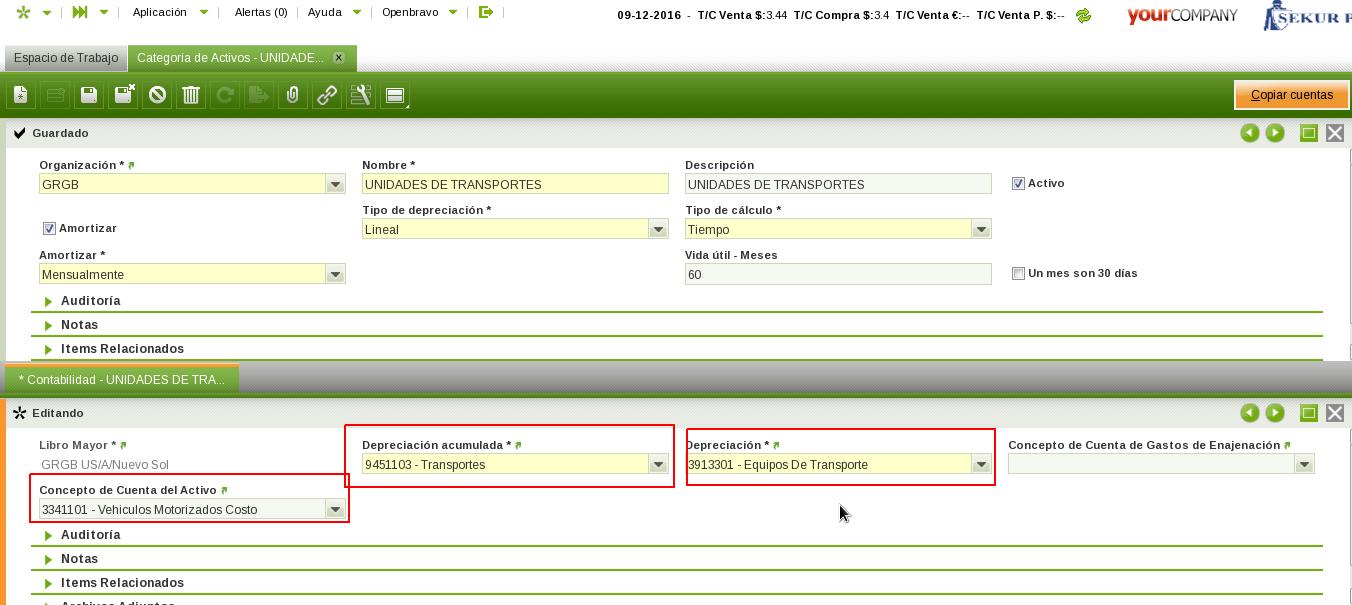 Aplicación Alertas (0) Ayuda Openbravo 09-12-2016 - T/C Venta $:3.44 T/C Compra $:3.4 T/C Venta €:-- T/C Venta P. $:-- yourCOMPANY SEKUR P
Espacio de Trabajo Categoría de Activos - UNIDADE... x
Copiar cuentas
Guardado
Organización * Nombre * Descripción
GRGB UNIDADES DE TRANSPORTES UNIDADES DE TRANSPORTES Activo
Tipo de depreciación * Tipo de cálculo *
Amortizar Lineal Tiempo
Amortizar * Vida útil - Meses
Mensualmente 60 Un mes son 30 días
Auditoría
Notas
Items Relacionados
* Contabilidad - UNIDADES DE TRA...
Editando
Libro Mayor * Depreciación acumulada * Depreciación * Concepto de Cuenta de Gastos de Enajenación
GRGB US/A/Nuevo Sol 9451103 - Transportes 3913301 - Equipos De Transporte
Concepto de Cuenta del Activo
3341101 - Vehiculos Motorizados Costo
Auditoría
Notas
Items Relacionados
Archivos Adjuntos